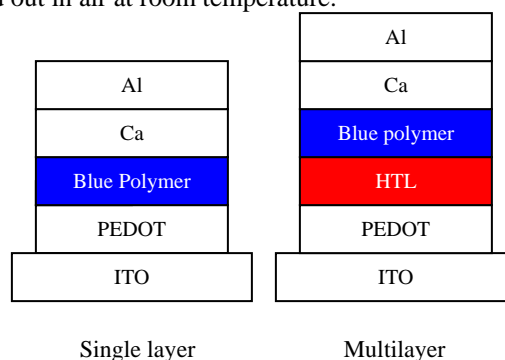 out in air at room temperature.
Al
Ca
Blue Polymer
PEDOT
ITO
Single layer
Al
Ca
Blue polymer
HTL
PEDOT
ITO
Multilayer